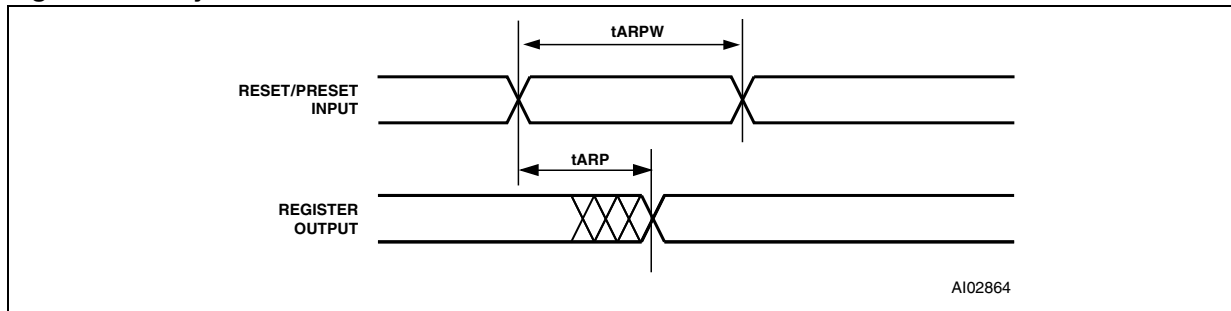 tARPW
RESET/PRESET
INPUT
tARP
REGISTER
OUTPUT
AI02864